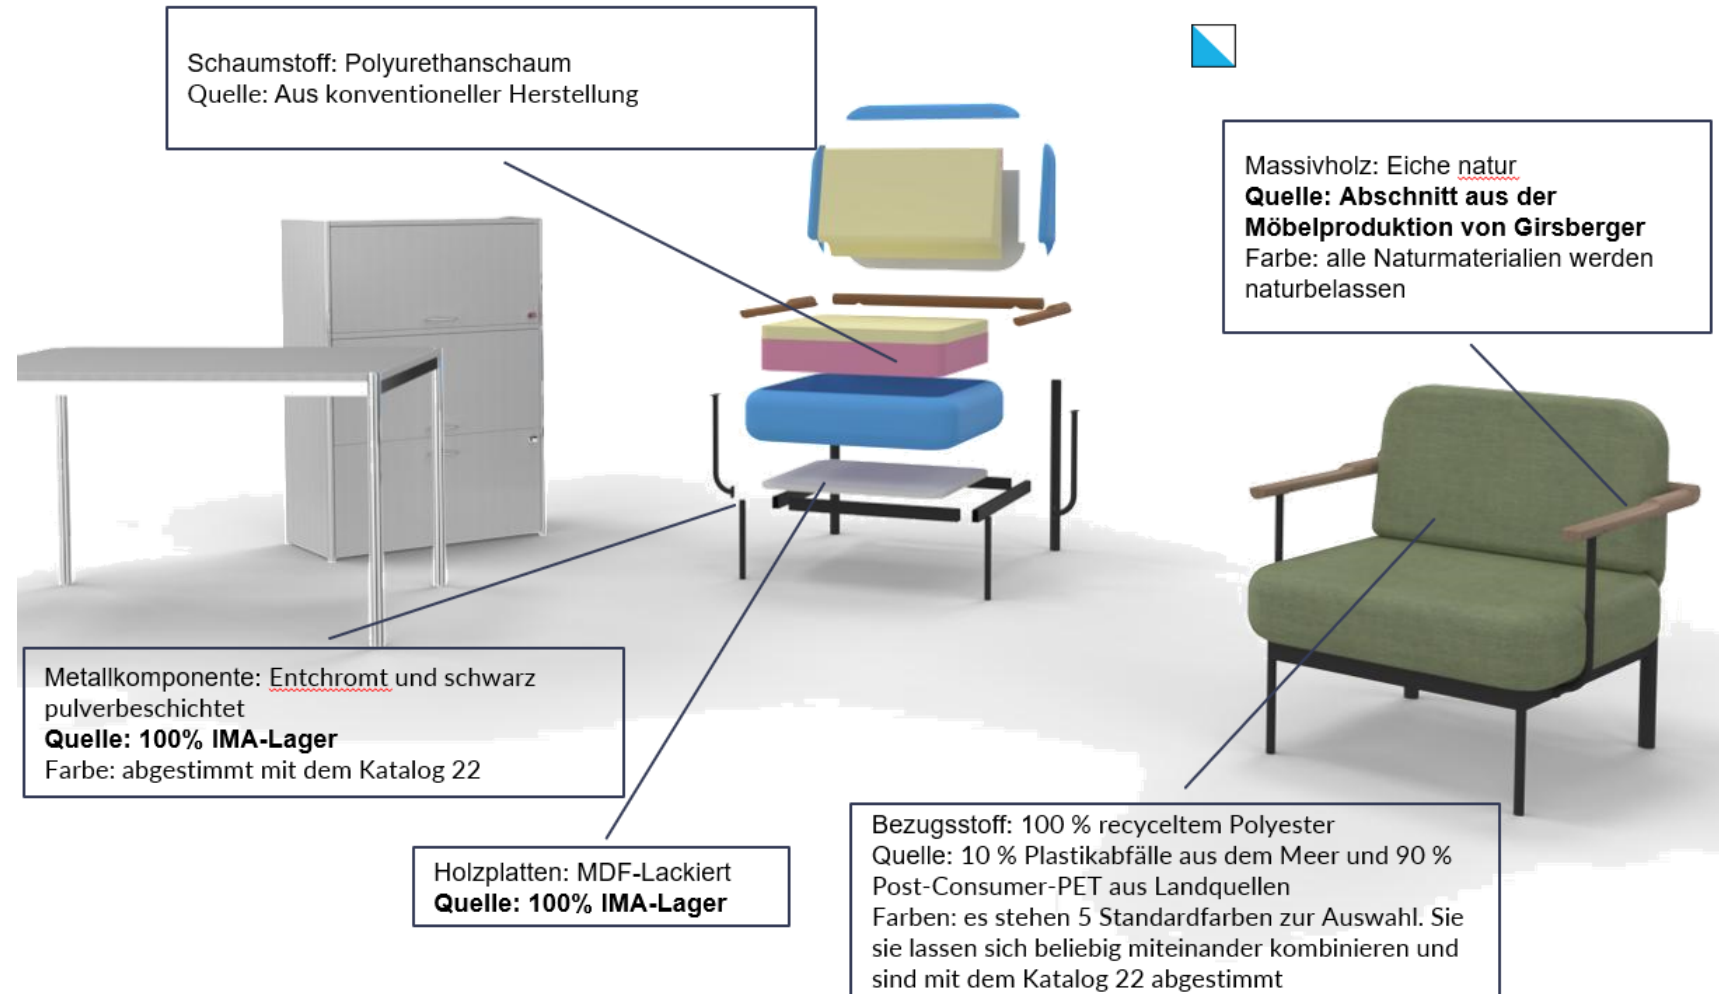 Schaumstoff: Polyurethanschaum
Quelle: Aus konventioneller Herstellung
Massivholz: Eiche natur
Quelle: Abschnitt aus der
Möbelproduktion von Girsberger
Farbe: alle Naturmaterialien werden
naturbelassen
Metallkomponente: Entchromt und schwarz
pulverbeschichtet
Quelle: 100% IMA-Lager
Farbe: abgestimmt mit dem Katalog 22
Holzplatten: MDF-Lackiert
Quelle: 100% IMA-Lager
Bezugsstoff: 100 % recyceltem Polyester
Quelle: 10 % Plastikabfälle aus dem Meer und 90 %
Post-Consumer-PET aus Landquellen
Farben: es stehen 5 Standardfarben zur Auswahl. Sie
sie lassen sich beliebig miteinander kombinieren und
sind mit dem Katalog 22 abgestimmt